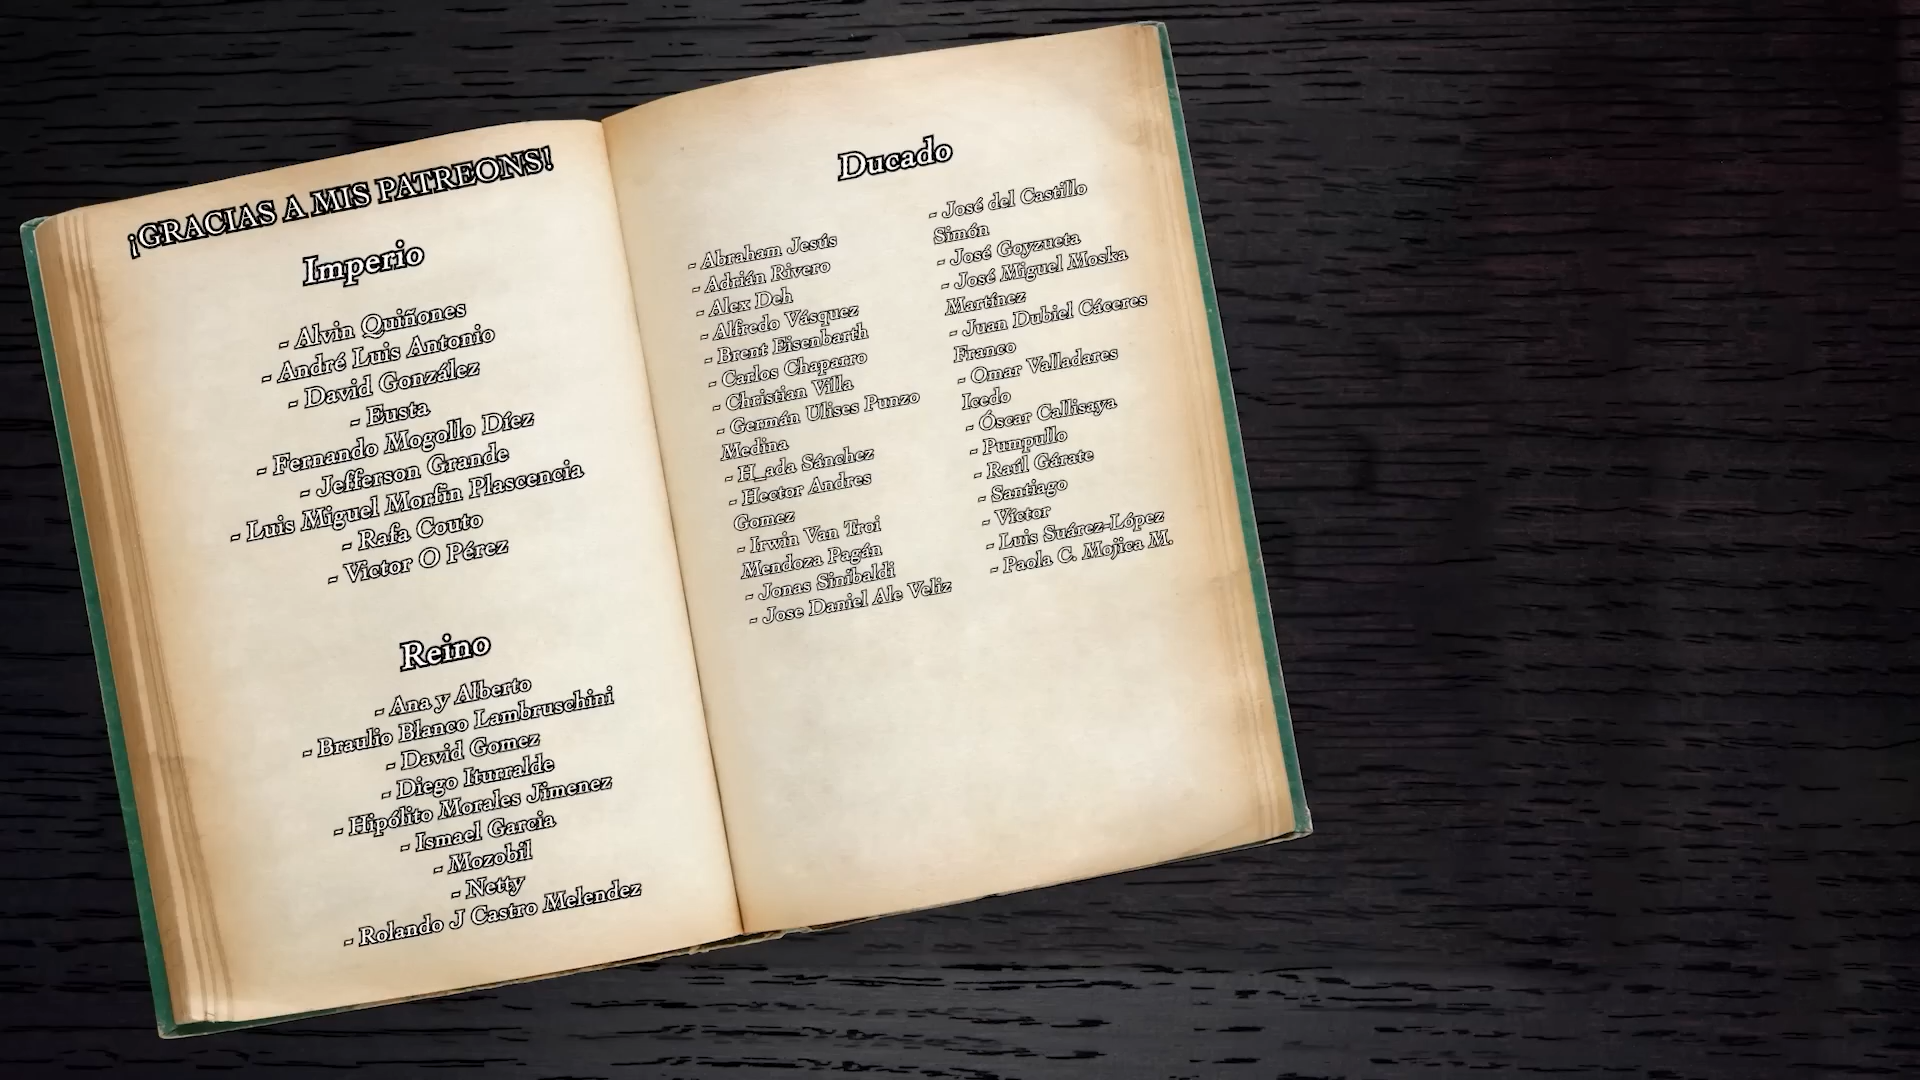 ¡GRACIAS A MIS PATREONS!
Imperio
- Alvin Quiñones
- André Luis Antonio
- David González
- Eusta
- Fernando Mogollo Díez
- Jefferson Grande
- Luis Miguel Morfin Plascencia
- Rafa Couto
- Victor O Pérez
Reino
- Ana y Alberto
- Braulio Blanco Lambruschini
- David Gomez
- Diego Iturralde
- Hipólito Morales Jimenez
- Ismael Garcia
- Mozobil
- Netty
- Rolando J Castro Melendez
Ducado
- Abraham Jesús
- Adrián Rivero
- Alex Deh
- Alfredo Vásquez
- Brent Eisenbarth
- Carlos Chaparro
- Christian Villa
- Germán Ulises Punzo
Medina
- H_ada Sánchez
- Hector Andres
Gomez
- Irwin Van Troi
Mendoza Pagán
- Jonas Sinibaldi
- Jose Daniel Ale Veliz
- José del Castillo
Simón
- José Goyzueta
- José Miguel Moska
Martínez
- Juan Dubiel Cáceres
Franco
- Omar Valladares
Icedo
- Óscar Callisaya
- Pumpullo
- Raúl Gárate
- Santiago
- Víctor
- Luis Suárez-López
- Paola C. Mojica M.